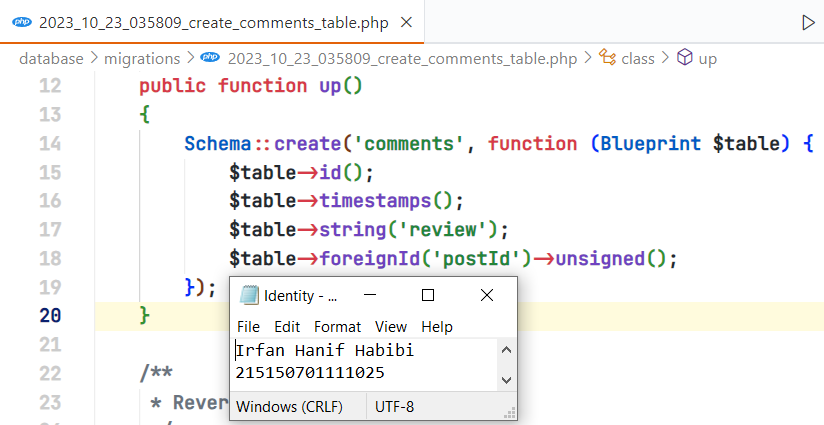 php 2023_10_23_035809_create_comments_table.php
database > migrations > php 2023_10_23_035809_create_comments_table.php > class > up
12 public function up()
13 {
14 Schema::create('comments', function (Blueprint $table) {
15 $table->id();
16 $table->timestamps();
17 $table->string('review');
18 $table->foreignId('postId')->unsigned();
19 });
20 }
21
22 /**
23 * Rever
Identity - ...
File Edit Format View Help
Irfan Hanif Habibi
215150701111025
Windows (CRLF) UTF-8